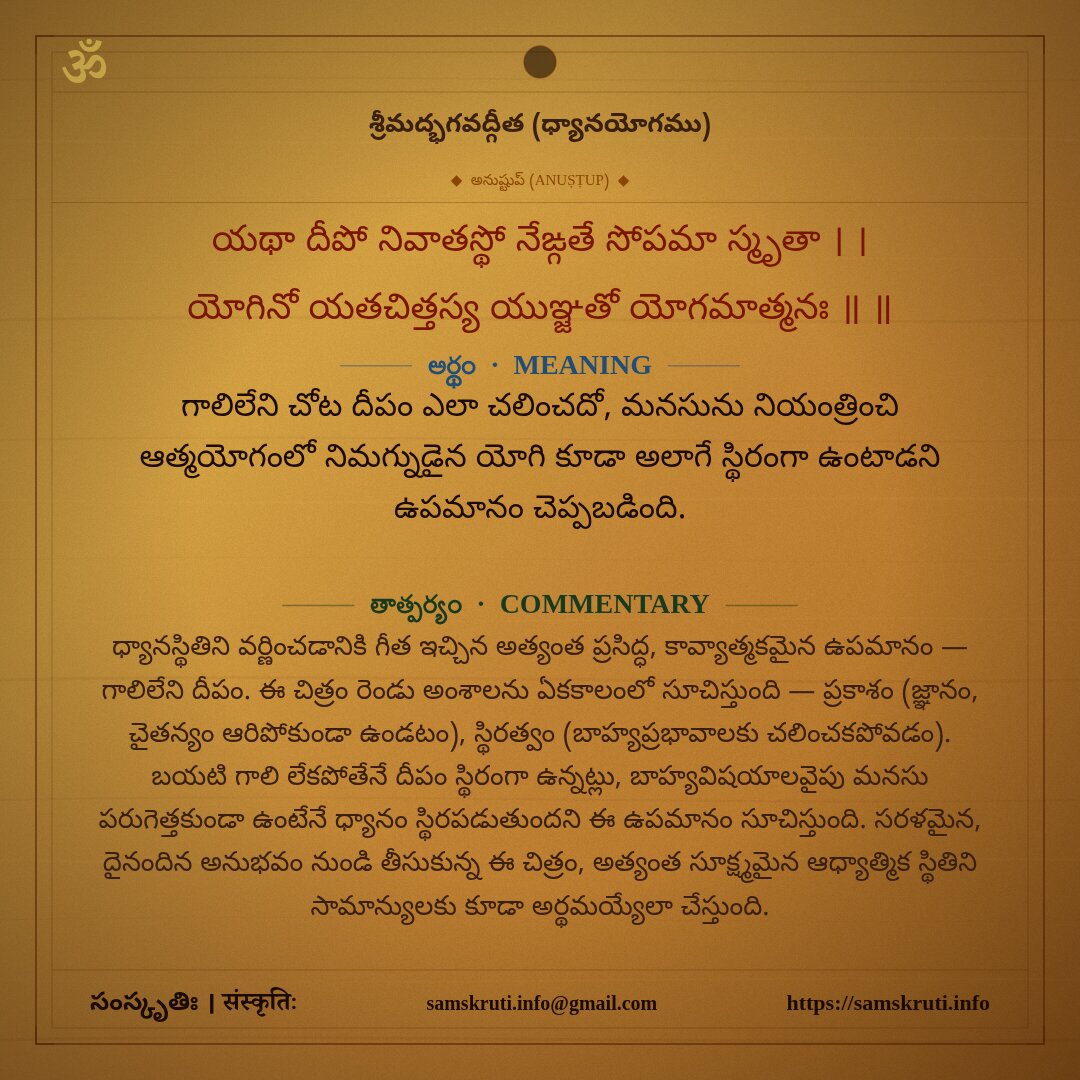 ॐ
శ్రీమద్భగవద్గీత (ధ్యానయోగము)
◆ అనుష్టుప్ (ANUṢṬUP) ◆
యథా దీపో నివాతస్థో నేఙ్గతే సోపమా స్మృతా । ।
యోగినో యతచిత్తస్య యుఞ్జతో యోగమాత్మనః ॥ ॥
అర్థం · MEANING
గాలిలేని చోట దీపం ఎలా చలించదో, మనసును నియంత్రించి
ఆత్మయోగంలో నిమగ్నుడైన యోగి కూడా అలాగే స్థిరంగా ఉంటాడని
ఉపమానం చెప్పబడింది.
తాత్పర్యం · COMMENTARY
ధ్యానస్థితిని వర్ణించడానికి గీత ఇచ్చిన అత్యంత ప్రసిద్ధ, కావ్యాత్మకమైన ఉపమానం —
గాలిలేని దీపం. ఈ చిత్రం రెండు అంశాలను ఏకకాలంలో సూచిస్తుంది — ప్రకాశం (జ్ఞానం,
చైతన్యం ఆరిపోకుండా ఉండటం), స్థిరత్వం (బాహ్యప్రభావాలకు చలించకపోవడం).
బయటి గాలి లేకపోతేనే దీపం స్థిరంగా ఉన్నట్లు, బాహ్యవిషయాలవైపు మనసు
పరుగెత్తకుండా ఉంటేనే ధ్యానం స్థిరపడుతుందని ఈ ఉపమానం సూచిస్తుంది. సరళమైన,
దైనందిన అనుభవం నుండి తీసుకున్న ఈ చిత్రం, అత్యంత సూక్ష్మమైన ఆధ్యాత్మిక స్థితిని
సామాన్యులకు కూడా అర్థమయ్యేలా చేస్తుంది.
సంస్కృతిః | संस्कृतिः samskruti.info@gmail.com https://samskruti.info